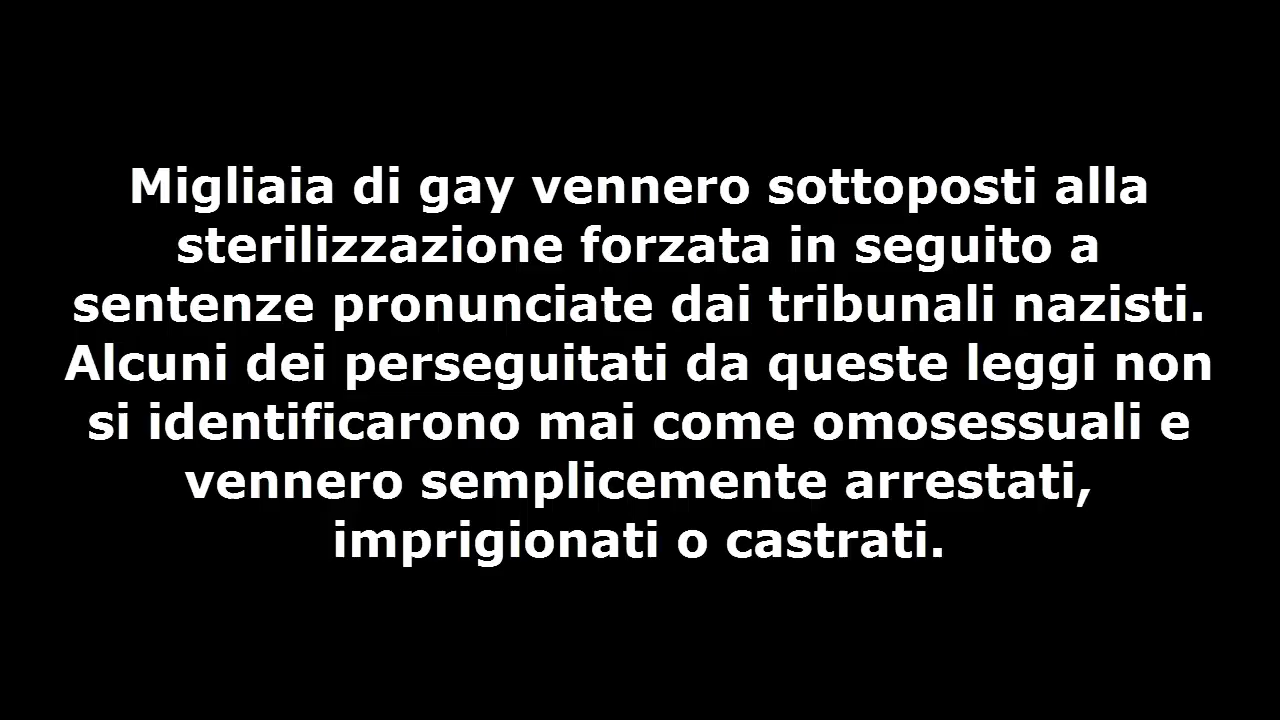 Migliaia di gay vennero sottoposti alla
sterilizzazione forzata in seguito a
sentenze pronunciate dai tribunali nazisti.
Alcuni dei perseguitati da queste leggi non
si identificarono mai come omosessuali e
vennero semplicemente arrestati,
imprigionati o castrati.